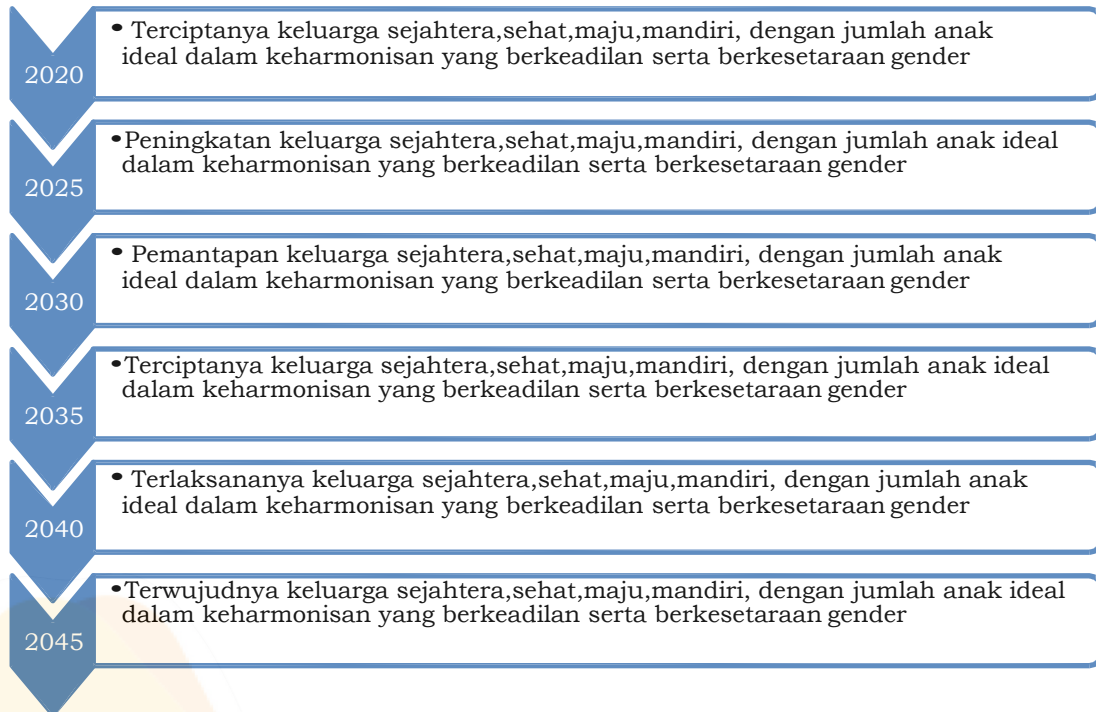 2020
• Terciptanya keluarga sejahtera,sehat,maju,mandiri, dengan jumlah anak
ideal dalam keharmonisan yang berkeadilan serta berkesetaraan gender
2025
•Peningkatan keluarga sejahtera,sehat,maju,mandiri, dengan jumlah anak ideal
dalam keharmonisan yang berkeadilan serta berkesetaraan gender
2030
• Pemantapan keluarga sejahtera,sehat,maju,mandiri, dengan jumlah anak
ideal dalam keharmonisan yang berkeadilan serta berkesetaraan gender
2035
•Terciptanya keluarga sejahtera,sehat,maju,mandiri, dengan jumlah anak ideal
dalam keharmonisan yang berkeadilan serta berkesetaraan gender
2040
• Terlaksananya keluarga sejahtera,sehat,maju,mandiri, dengan jumlah anak
ideal dalam keharmonisan yang berkeadilan serta berkesetaraan gender
2045
•Terwujudnya keluarga sejahtera,sehat,maju,mandiri, dengan jumlah anak ideal
dalam keharmonisan yang berkeadilan serta berkesetaraan gender